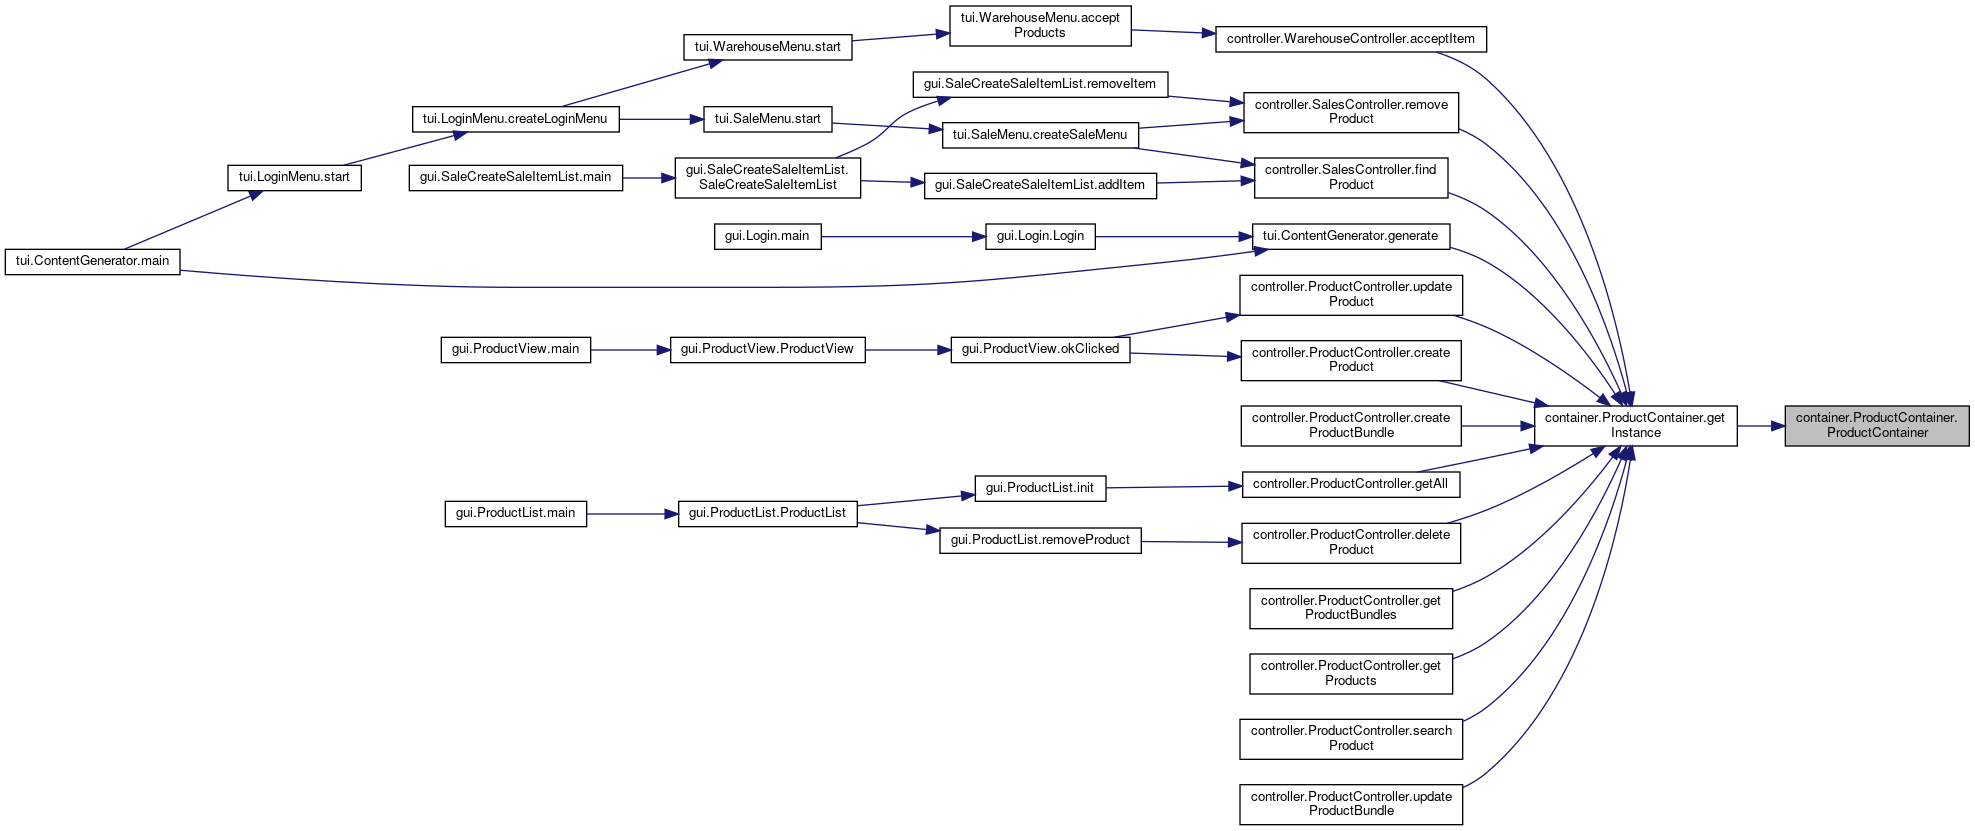 tui.WarehouseMenu.accept
Products
controller.WarehouseController.acceptItem
tui.WarehouseMenu.start
gui.SaleCreateSaleItemList.removeItem
controller.SalesController.remove
Product
tui.LoginMenu.createLoginMenu
tui.SaleMenu.start
tui.SaleMenu.createSaleMenu
tui.LoginMenu.start
gui.SaleCreateSaleItemList.main
gui.SaleCreateSaleItemList.
SaleCreateSaleItemList
gui.SaleCreateSaleItemList.addItem
controller.SalesController.find
Product
gui.Login.main
gui.Login.Login
tui.ContentGenerator.generate
tui.ContentGenerator.main
controller.ProductController.update
Product
gui.ProductView.main
gui.ProductView.ProductView
gui.ProductView.okClicked
controller.ProductController.create
Product
controller.ProductController.create
ProductBundle
container.ProductContainer.get
Instance
container.ProductContainer.
ProductContainer
gui.ProductList.init
controller.ProductController.getAll
gui.ProductList.main
gui.ProductList.ProductList
gui.ProductList.removeProduct
controller.ProductController.delete
Product
controller.ProductController.get
ProductBundles
controller.ProductController.get
Products
controller.ProductController.search
Product
controller.ProductController.update
ProductBundle